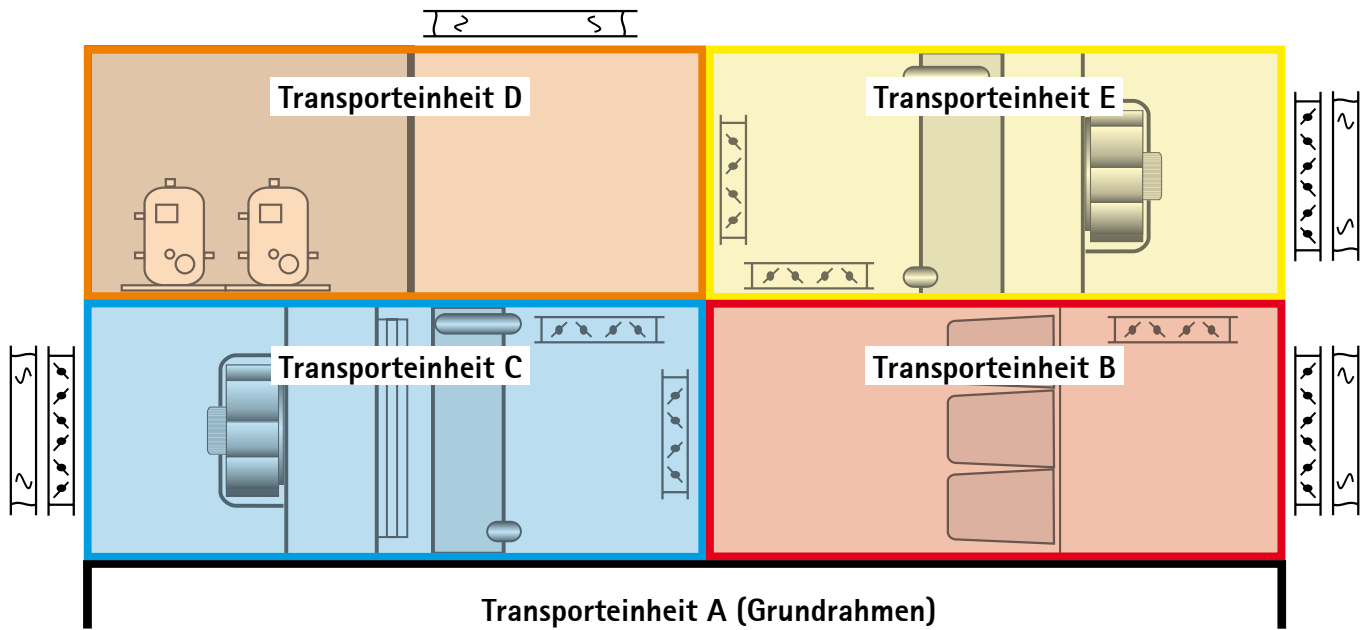 Transporteinheit D
Transporteinheit E
Transporteinheit C
Transporteinheit B
Transporteinheit A (Grundrahmen)